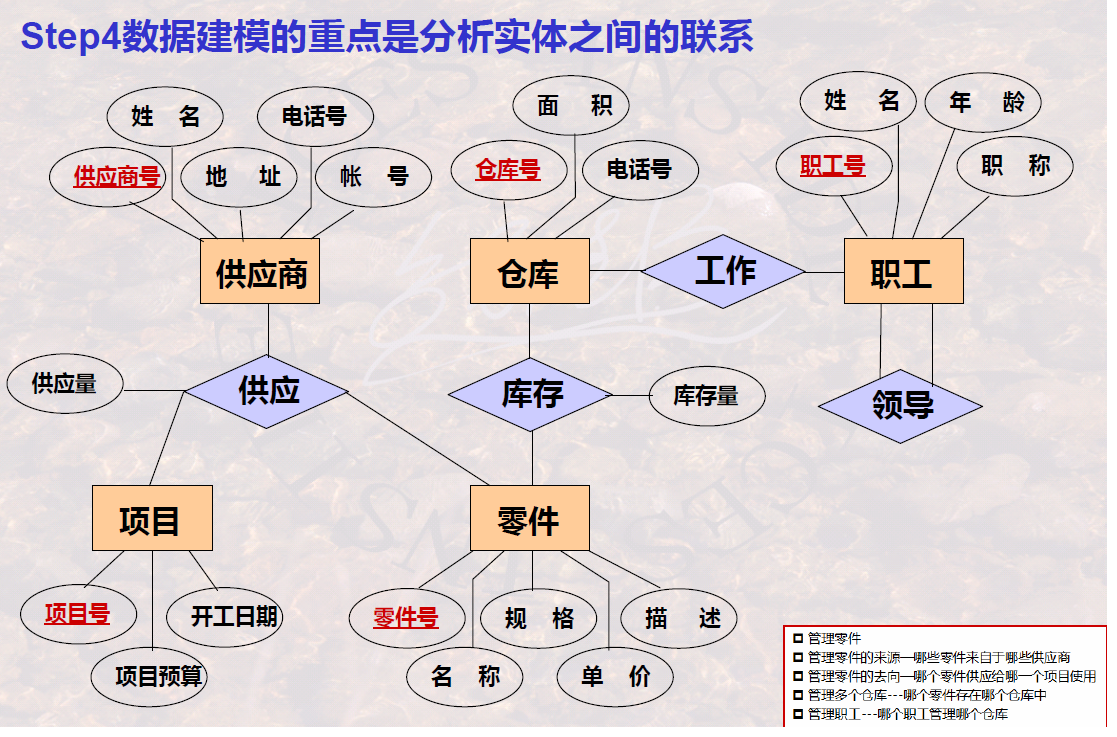 Step4数据建模的重点是分析实体之间的联系
姓 名
电话号
供应商号
地 址
帐 号
面 积
仓库号
电话号
姓 名
年 龄
职工号
职 称
供应商
仓库
工作
职工
供应量
供应
库存
库存量
领导
项目
零件
项目号
开工日期
项目预算
零件号
规 格
描 述
名 称
单 价
管理零件
管理零件的来源—哪些零件来自于哪些供应商
管理零件的去向—哪个零件供应给哪一个项目使用
管理多个仓库---哪个零件存在哪个仓库中
管理职工---哪个职工管理哪个仓库